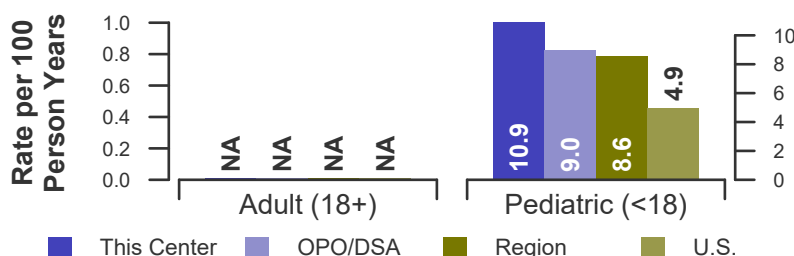 Rate per 100
Person Years
1.0
0.8
0.6
0.4
0.2
0.0
NA NA NA NA
10.9 9.0 8.6 4.9
10
8
6
4
2
0
Adult (18+) Pediatric (<18)
This Center OPO/DSA Region U.S.